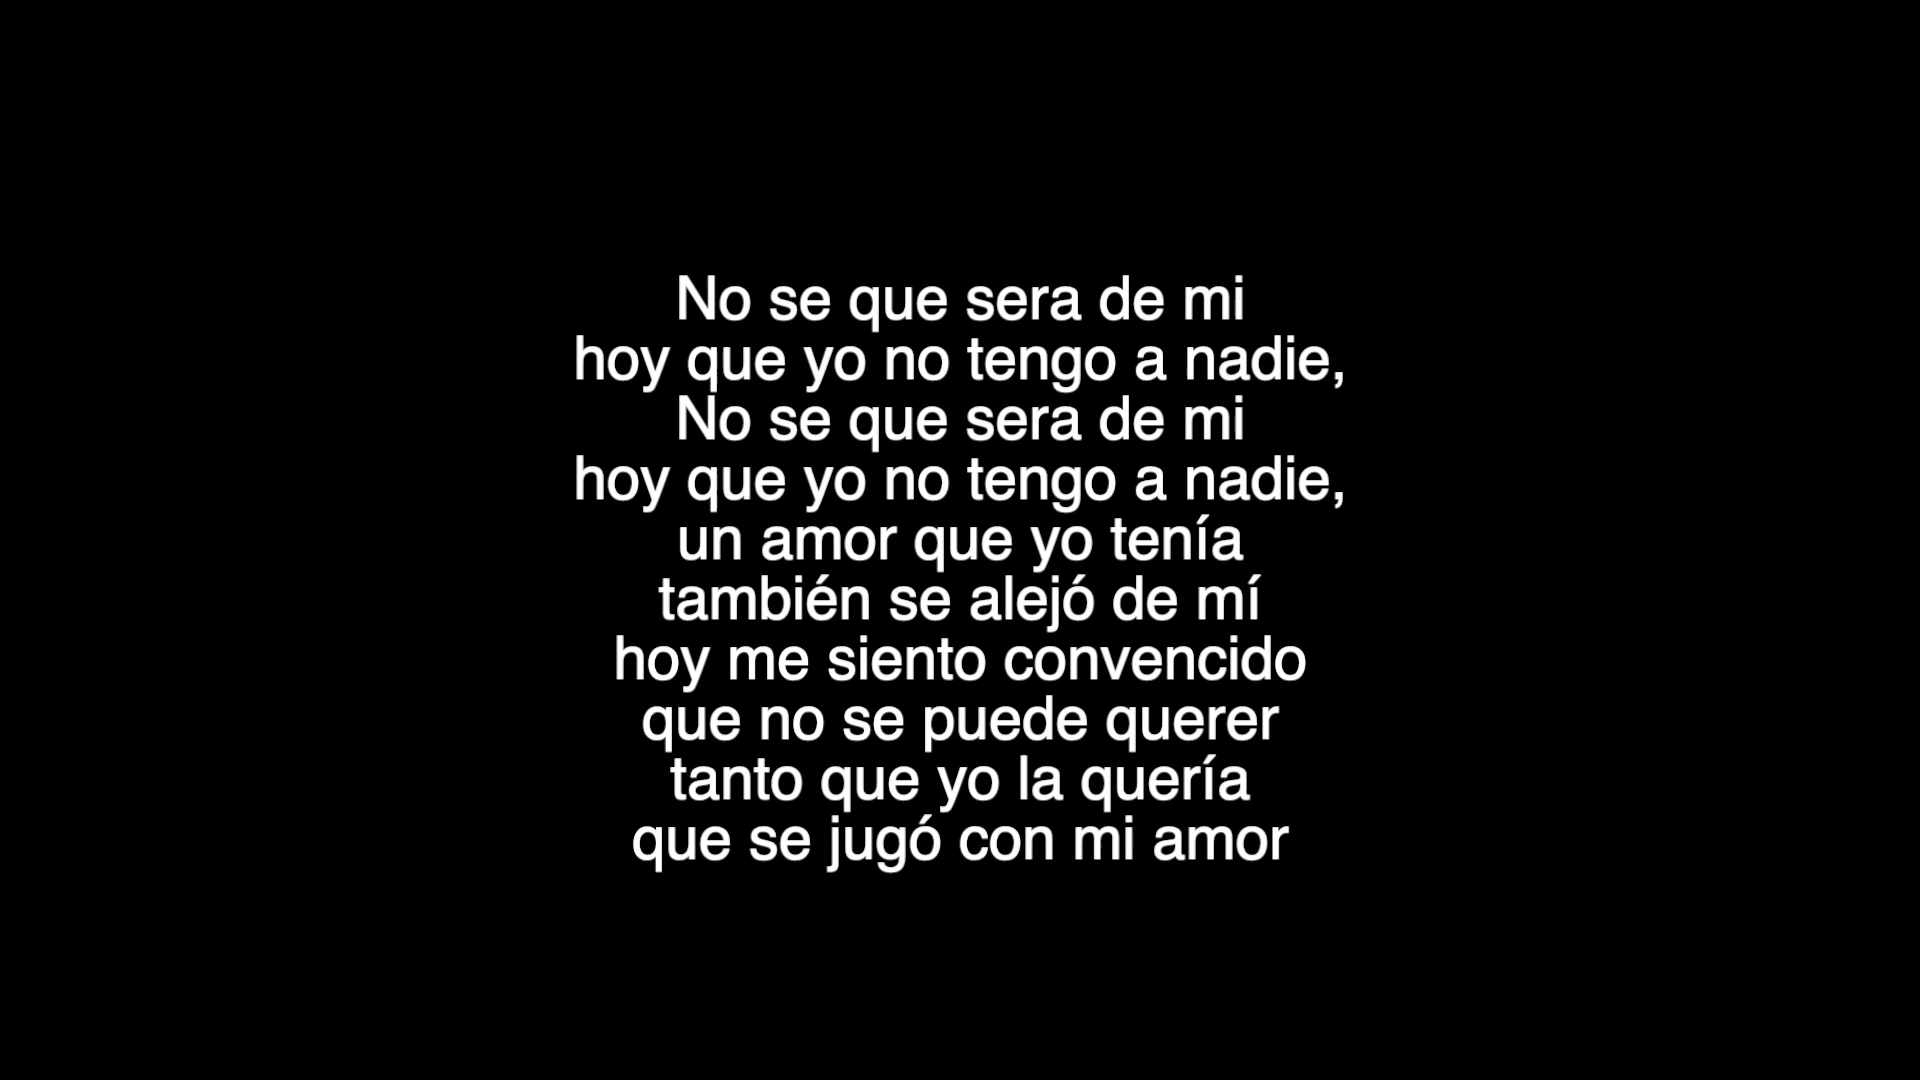 No se que sera de mi
hoy que yo no tengo a nadie,
No se que sera de mi
hoy que yo no tengo a nadie,
un amor que yo tenía
también se alejó de mí
hoy me siento convencido
que no se puede querer
tanto que yo la quería
que se jugó con mi amor